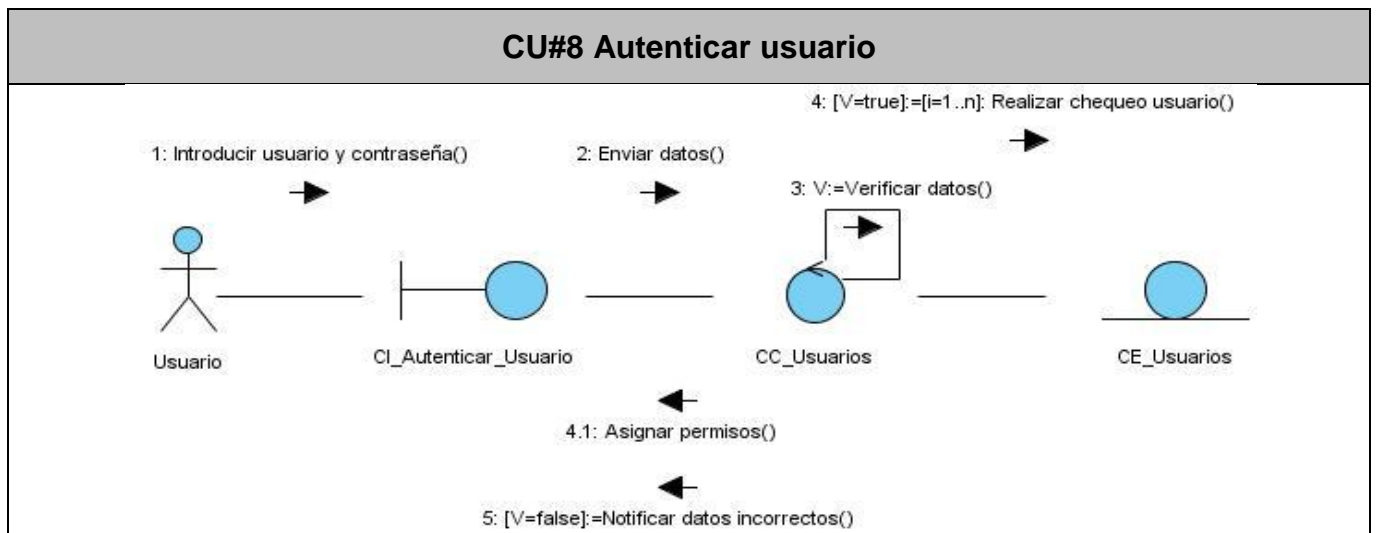 CU#8 Autenticar usuario
4: [V=true]:=[i=1..n]: Realizar chequeo usuario()
1: Introducir usuario y contraseña()
2: Enviar datos()
3: V:=Verificar datos()
Usuario
CI_Autenticar_Usuario
CC_Usuarios
CE_Usuarios
4.1: Asignar permisos()
5: [V=false]:=Notificar datos incorrectos()